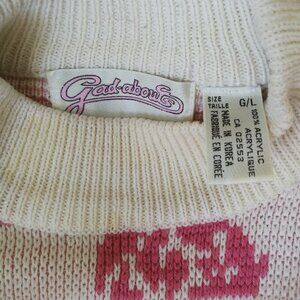 Gad-abouts
SIZE
TAILLE G/L
100% ACRYLIC
ACRYLIQUE
CA 02553
MADE IN KOREA
FABRIQUÉ EN CORÉE